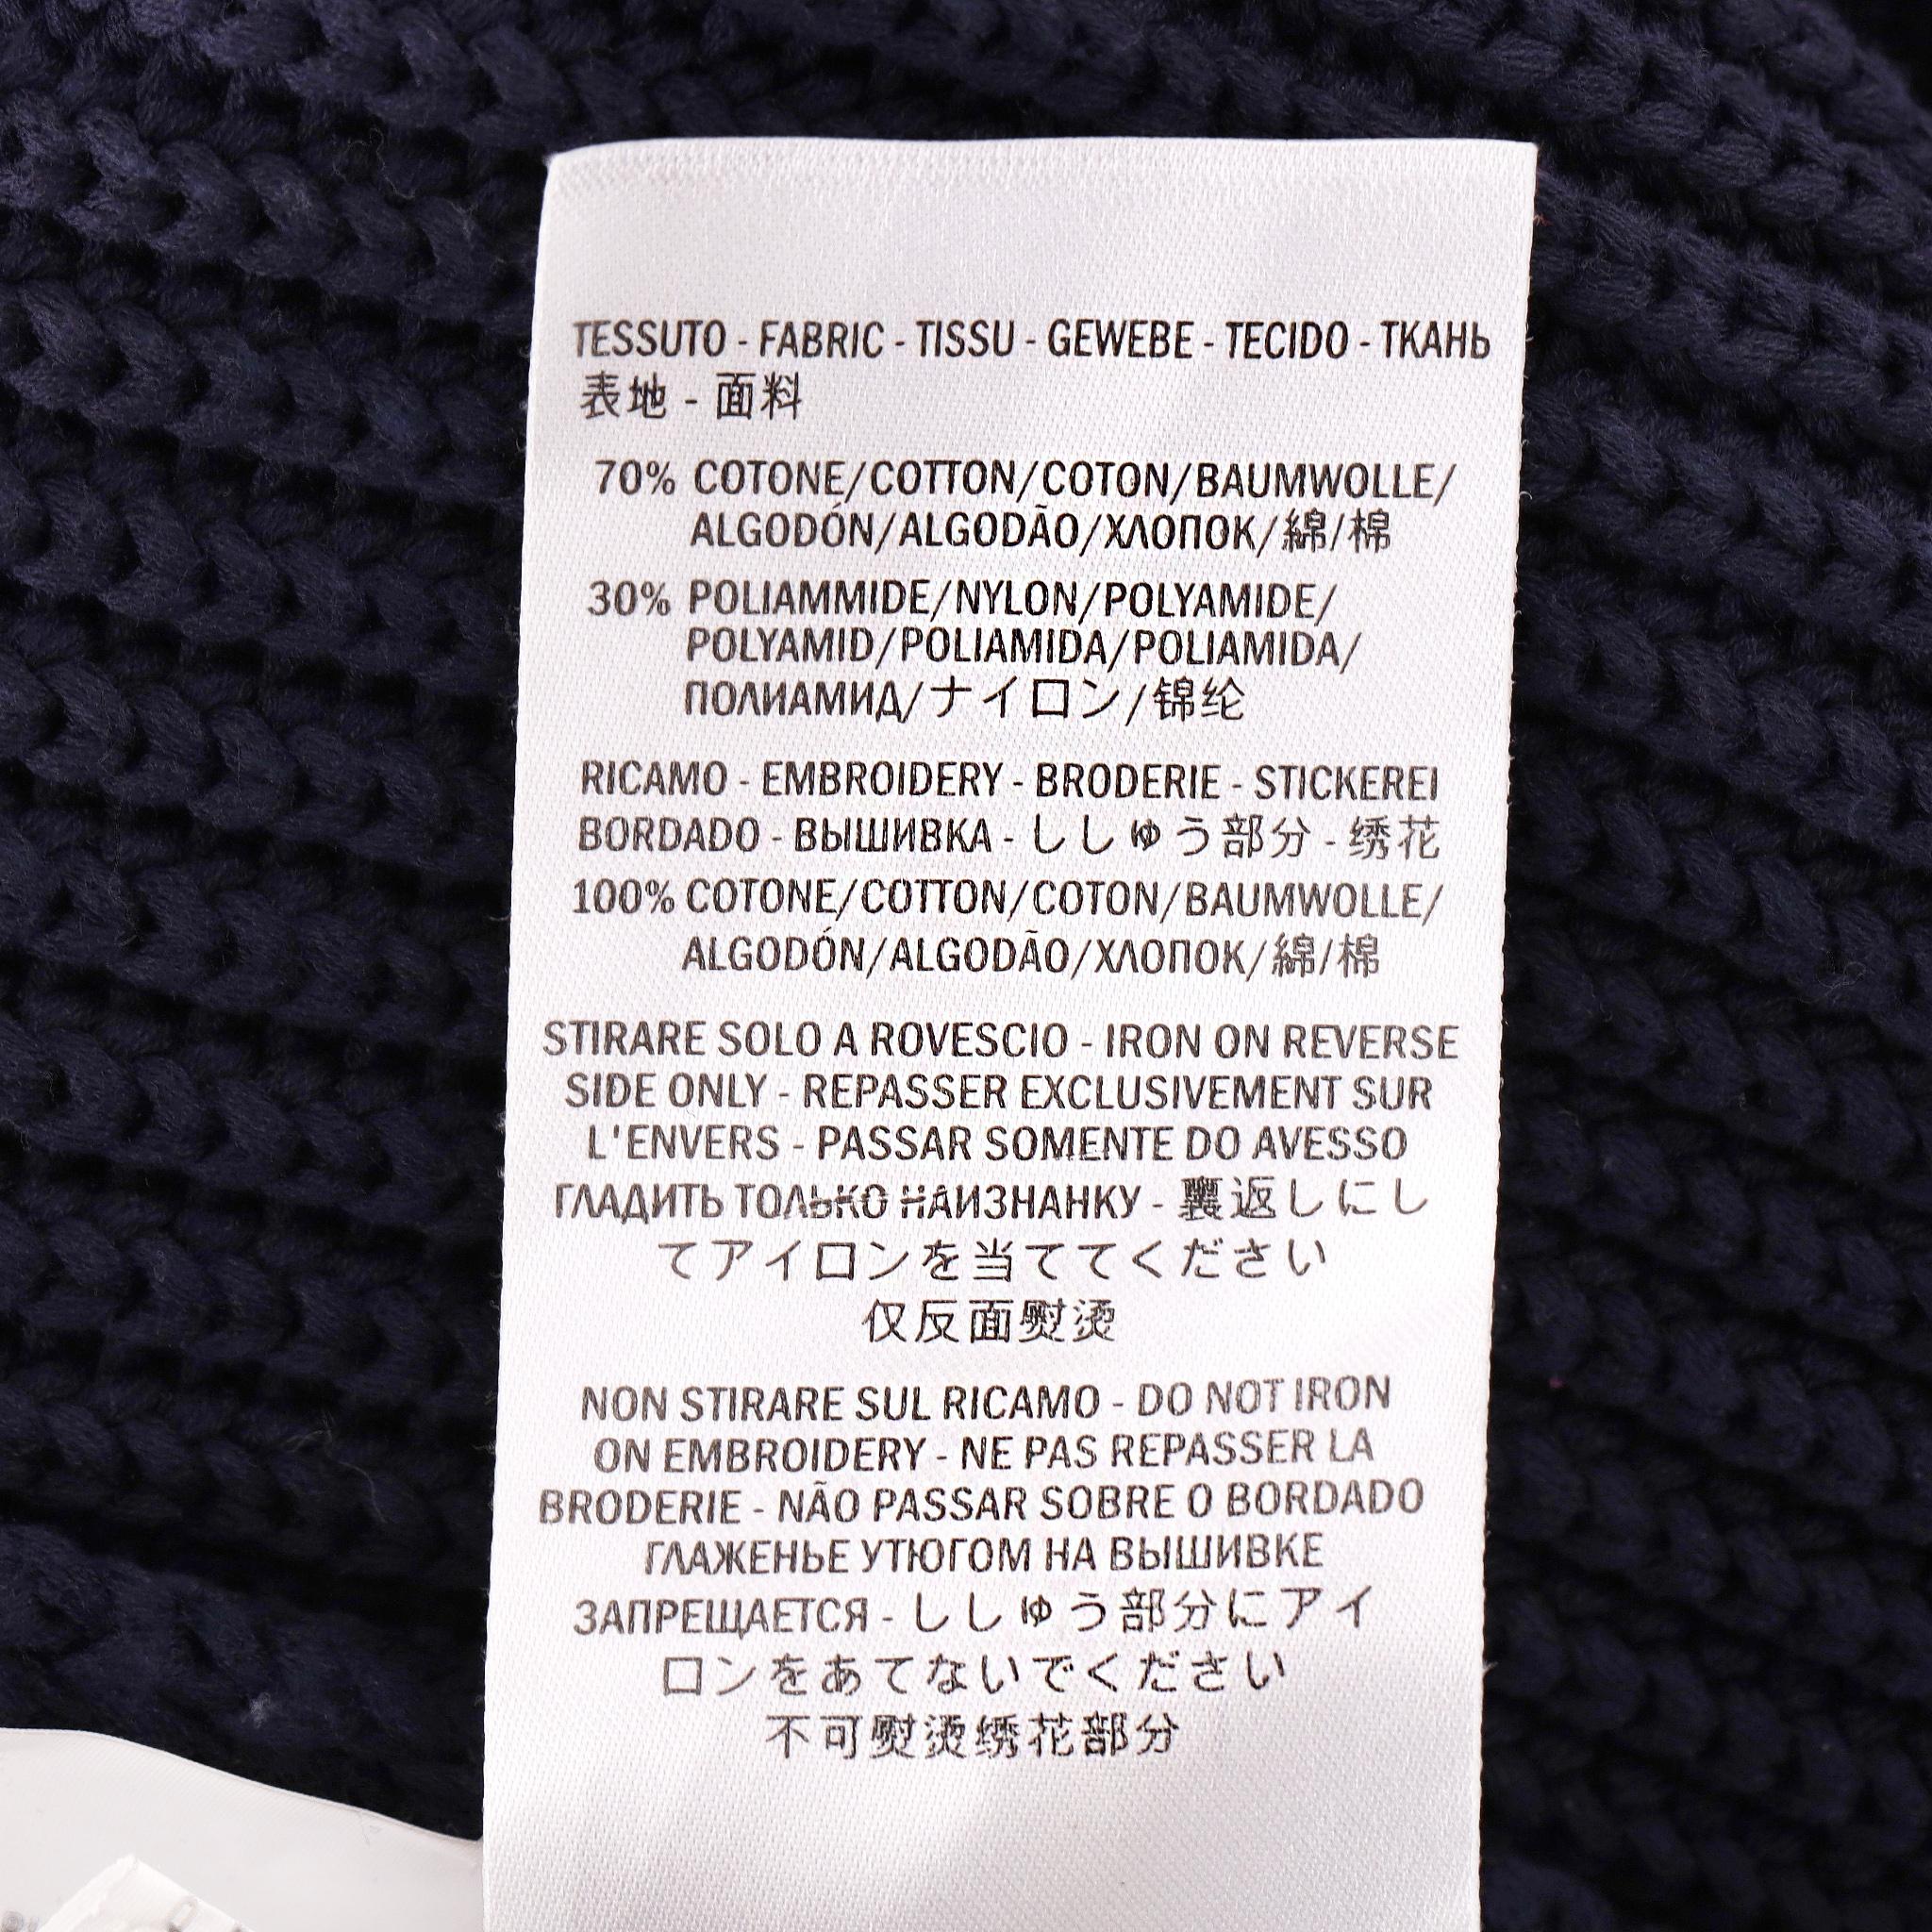 TESSUTO - FABRIC - TISSU - GEWEBE - TECIDO - ТКАНЬ
表地 - 面料
70% COTONE/COTTON/COTON/BAUMWOLLE/
ALGODÓN/ALGODÃO/ХЛОПОК/綿/棉
30% POLIAMMIDE/NYLON/POLYAMIDE/
POLYAMID/POLIAMIDA/POLIAMIDA/
ПОЛИАМИД/ナイロン/锦纶
RICAMO - EMBROIDERY - BRODERIE - STICKEREI
BORDADO - ВЫШИВКА - ししゅう部分 - 绣花
100% COTONE/COTTON/COTON/BAUMWOLLE/
ALGODÓN/ALGODÃO/ХЛОПОК/綿/棉
STIRARE SOLO A ROVESCIO - IRON ON REVERSE
SIDE ONLY - REPASSER EXCLUSIVEMENT SUR
L'ENVERS - PASSAR SOMENTE DO AVESSO
ГЛАДИТЬ ТОЛЬКО НАИЗНАНКУ - 裏返しにし
てアイロンを当ててください
仅反面熨烫
NON STIRARE SUL RICAMO - DO NOT IRON
ON EMBROIDERY - NE PAS REPASSER LA
BRODERIE - NÃO PASSAR SOBRE O BORDADO
ГЛАЖЕНЬЕ УТЮГОМ НА ВЫШИВКЕ
ЗАПРЕЩАЕТСЯ - ししゅう部分にアイ
ロンをあてないでください
不可熨烫绣花部分